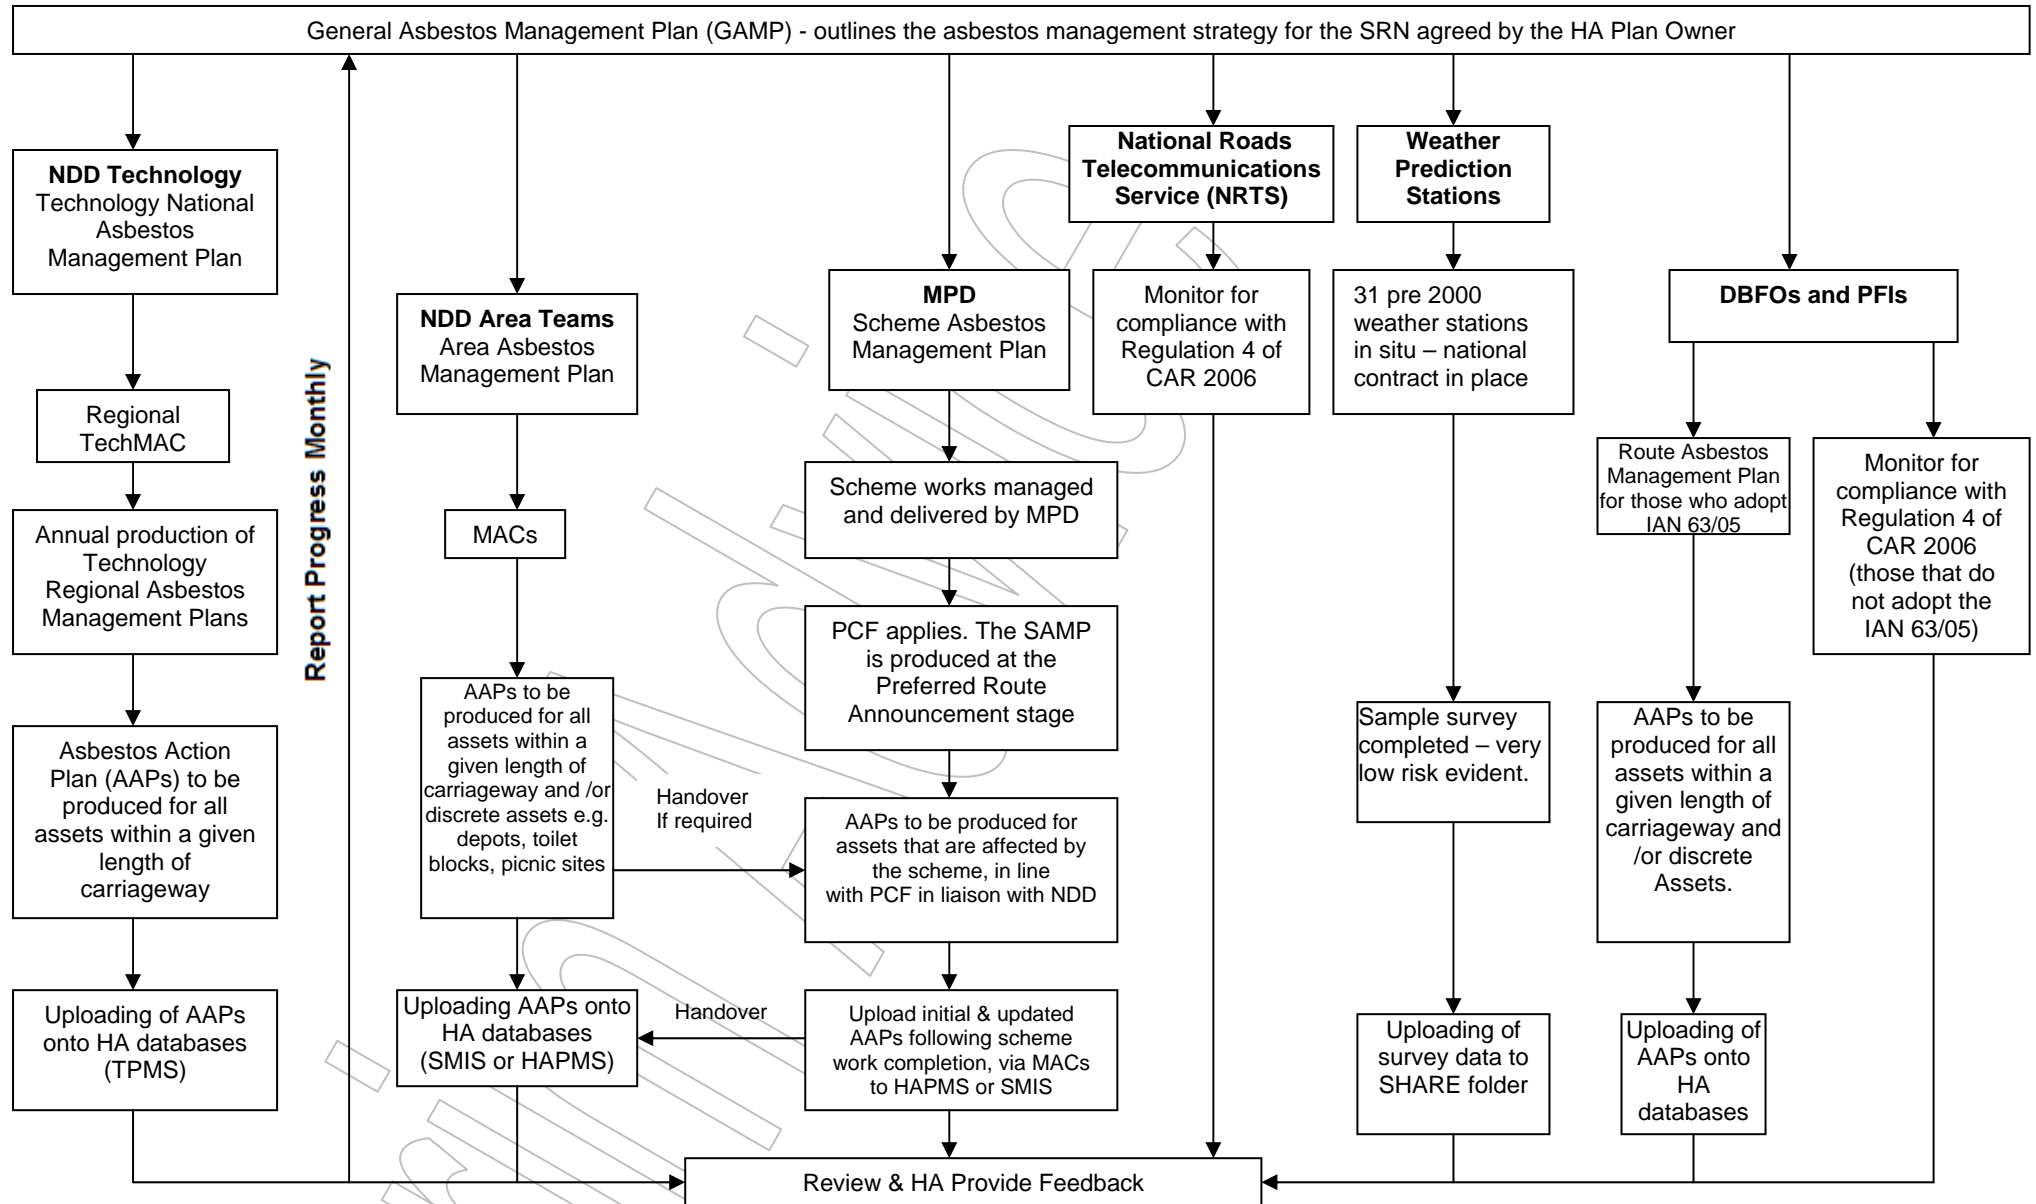 General Asbestos Management Plan (GAMP) - outlines the asbestos management strategy for the SRN agreed by the HA Plan Owner
NDD Technology
Technology National
Asbestos
Management Plan
Regional
TechMAC
Annual production of
Technology
Regional Asbestos
Management Plans
Asbestos Action
Plan (AAPs) to be
produced for all
assets within a given
length of
carriageway
Uploading of AAPs
onto HA databases
(TPMS)
Report Progress Monthly
NDD Area Teams
Area Asbestos
Management Plan
MACs
AAPs to be
produced for all
assets within a
given length of
carriageway and /or
discrete assets e.g.
depots, toilet
blocks, picnic sites
Handover
If required
Uploading AAPs onto
HA databases
(SMIS or HAPMS)
Handover
MPD
Scheme Asbestos
Management Plan
Scheme works managed
and delivered by MPD
PCF applies. The SAMP
is produced at the
Preferred Route
Announcement stage
AAPs to be produced for
assets that are affected by
the scheme, in line
with PCF in liaison with NDD
Upload initial & updated
AAPs following scheme
work completion, via MACs
to HAPMS or SMIS
National Roads
Telecommunications
Service (NRTS)
Monitor for
compliance with
Regulation 4 of
CAR 2006
Weather
Prediction
Stations
31 pre 2000
weather stations
in situ – national
contract in place
Sample survey
completed – very
low risk evident.
Uploading of
survey data to
SHARE folder
DBFOs and PFIs
Route Asbestos
Management Plan
for those who adopt
IAN 63/05
AAPs to be
produced for all
assets within a
given length of
carriageway and
/or discrete
Assets.
Uploading of
AAPs onto
HA
databases
Monitor for
compliance with
Regulation 4 of
CAR 2006
(those that do
not adopt the
IAN 63/05)
Review & HA Provide Feedback